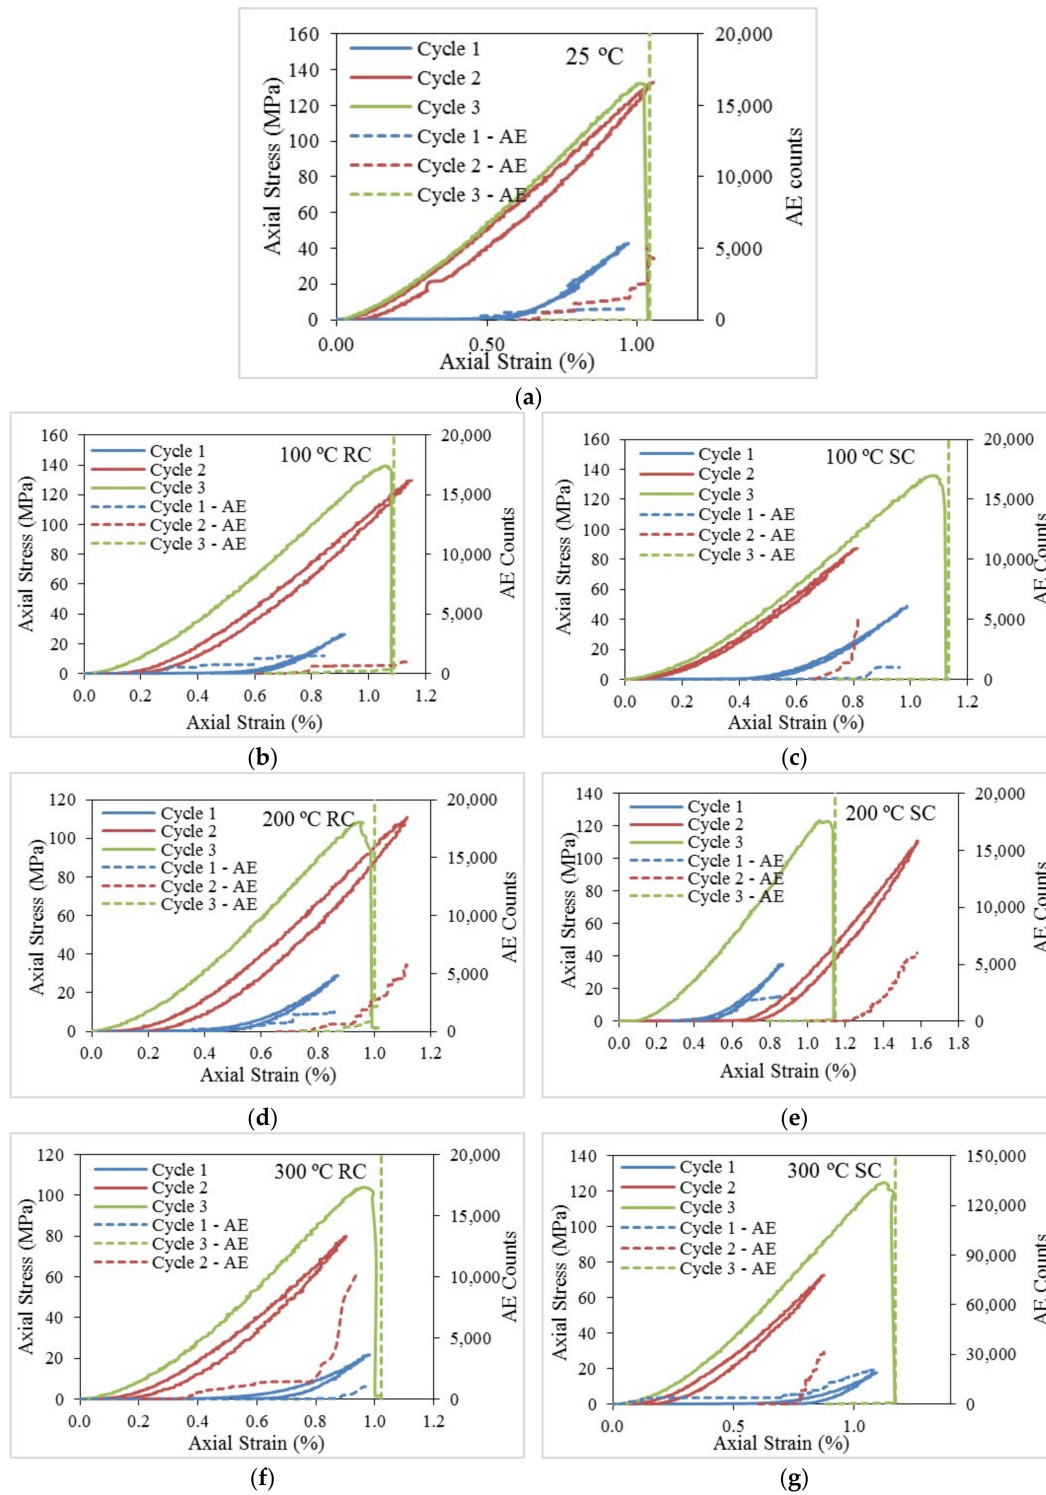 25 ºC
Cycle 1
Cycle 2
Cycle 3
Cycle 1 - AE
Cycle 2 - AE
Cycle 3 - AE
Axial Stress (MPa)
160
140
120
100
80
60
40
20
0
20,000
15,000
10,000
5,000
0
AE counts
0.00
0.50
1.00
Axial Strain (%)
(a)
100 ºC RC
Cycle 1
Cycle 2
Cycle 3
Cycle 1 - AE
Cycle 2 - AE
Cycle 3 - AE
Axial Stress (MPa)
160
140
120
100
80
60
40
20
0
20,000
15,000
10,000
5,000
0
AE Counts
0.0
0.2
0.4
0.6
0.8
1.0
1.2
Axial Strain (%)
(b)
100 ºC SC
Cycle 1
Cycle 2
Cycle 3
Cycle 1 - AE
Cycle 2 - AE
Cycle 3 - AE
Axial Stress (MPa)
160
140
120
100
80
60
40
20
0
20,000
15,000
10,000
5,000
0
AE Counts
0.0
0.2
0.4
0.6
0.8
1.0
1.2
Axial Strain (%)
(c)
200 ºC RC
Cycle 1
Cycle 2
Cycle 3
Cycle 1 - AE
Cycle 2 - AE
Cycle 3 - AE
Axial Stress (MPa)
120
100
80
60
40
20
0
20,000
15,000
10,000
5,000
0
AE Counts
0.0
0.2
0.4
0.6
0.8
1.0
1.2
Axial Strain (%)
(d)
200 ºC SC
Cycle 1
Cycle 2
Cycle 3
Cycle 1 - AE
Cycle 2 - AE
Cycle 3 - AE
Axial Stress (MPa)
140
120
100
80
60
40
20
0
20,000
15,000
10,000
5,000
0
AE Counts
0.0
0.2
0.4
0.6
0.8
1.0
1.2
1.4
1.6
1.8
Axial Strain (%)
(e)
300 ºC RC
Cycle 1
Cycle 2
Cycle 3
Cycle 1 - AE
Cycle 3 - AE
Cycle 2 - AE
Axial Stress (MPa)
120
100
80
60
40
20
0
20,000
15,000
10,000
5,000
0
AE Counts
0.0
0.2
0.4
0.6
0.8
1.0
1.2
Axial Strain (%)
(f)
300 ºC SC
Cycle 1
Cycle 2
Cycle 3
Cycle 1 - AE
Cycle 2 - AE
Cycle 3 - AE
Axial Stress (MPa)
140
120
100
80
60
40
20
0
150,000
120,000
90,000
60,000
30,000
0
AE Counts
0.0
0.5
1.0
Axial Strain (%)
(g)